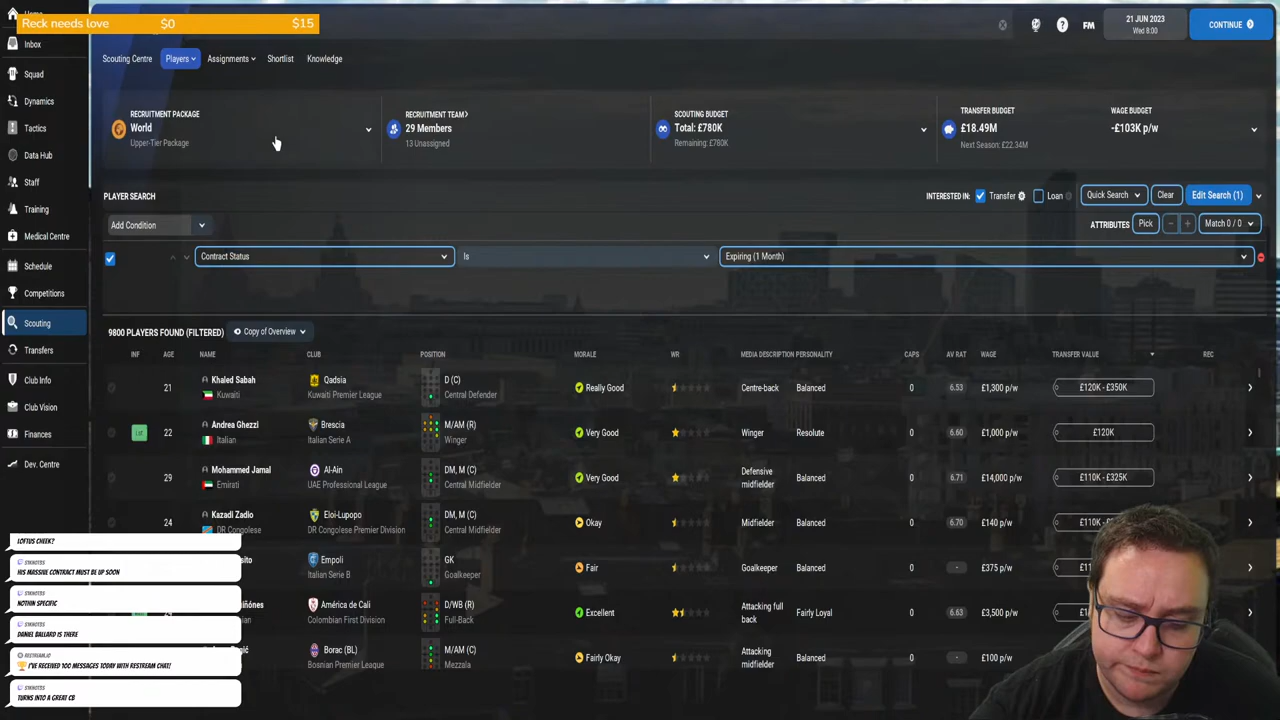 Home
Reck needs love $0 $15
21 JUN 2023
Wed 8:00
FM
CONTINUE
Inbox
Squad
Dynamics
Tactics
Data Hub
Staff
Training
Medical Centre
Schedule
Competitions
Scouting
Transfers
Club Info
Club Vision
Finances
Dev. Centre
Scouting Centre Players Assignments Shortlist Knowledge
RECRUITMENT PACKAGE
World
Upper-Tier Package
RECRUITMENT TEAM>
29 Members
13 Unassigned
SCOUTING BUDGET
Total: £780K
Remaining: £780K
TRANSFER BUDGET
£18.49M
Next Season: £22.34M
WAGE BUDGET
-£103K p/w
PLAYER SEARCH
INTERESTED IN: Transfer Loan Quick Search Clear Edit Search (1)
Add Condition
ATTRIBUTES Pick - + Match 0 / 0
Contract Status Is Expiring (1 Month)
9800 PLAYERS FOUND (FILTERED) Copy of Overview
INF AGE NAME CLUB POSITION MORALE WR MEDIA DESCRIPTION PERSONALITY CAPS AV RAT WAGE TRANSFER VALUE REC
21 Khaled Sabah Qadsia D (C) Really Good Centre-back Balanced 0 6.53 £1,300 p/w £120K - £350K
Kuwaiti Kuwaiti Premier League Central Defender
Lst 22 Andrea Ghezzi Brescia M/AM (R) Very Good Winger Resolute 0 6.60 £1,000 p/w £120K
Italian Italian Serie A Winger
29 Mohammed Jamal Al-Ain DM, M (C) Very Good Defensive midfielder Balanced 0 6.71 £14,000 p/w £110K - £325K
Emirati UAE Professional League Central Midfielder
24 Kazadi Zadio Eloi-Lupopo DM, M (C) Okay Midfielder Balanced 0 6.70 £140 p/w
DR Congolese DR Congolese Premier Division Central Midfielder
Empoli GK Fair Goalkeeper Balanced 0 - £375 p/w
Italian Serie B Goalkeeper
América de Cali D/WB (R) Excellent Attacking full back Fairly Loyal 0 6.63 £3,500 p/w
Colombian First Division Full-Back
Borac (BL) M/AM (C) Fairly Okay Attacking midfielder Balanced 0 - £100 p/w
Bosnian Premier League Mezzala
LOFTUS CHEEK?
S1KNOTBS
HIS MASSIVE CONTRACT MUST BE UP SOON
S1KNOTBS
NOTHIN SPECIFIC
S1KNOTBS
DANIEL BALLARD IS THERE
RESTREAM.IO
I'VE RECEIVED 100 MESSAGES TODAY WITH RESTREAM CHAT!
S1KNOTBS
TURNS INTO A GREAT CB